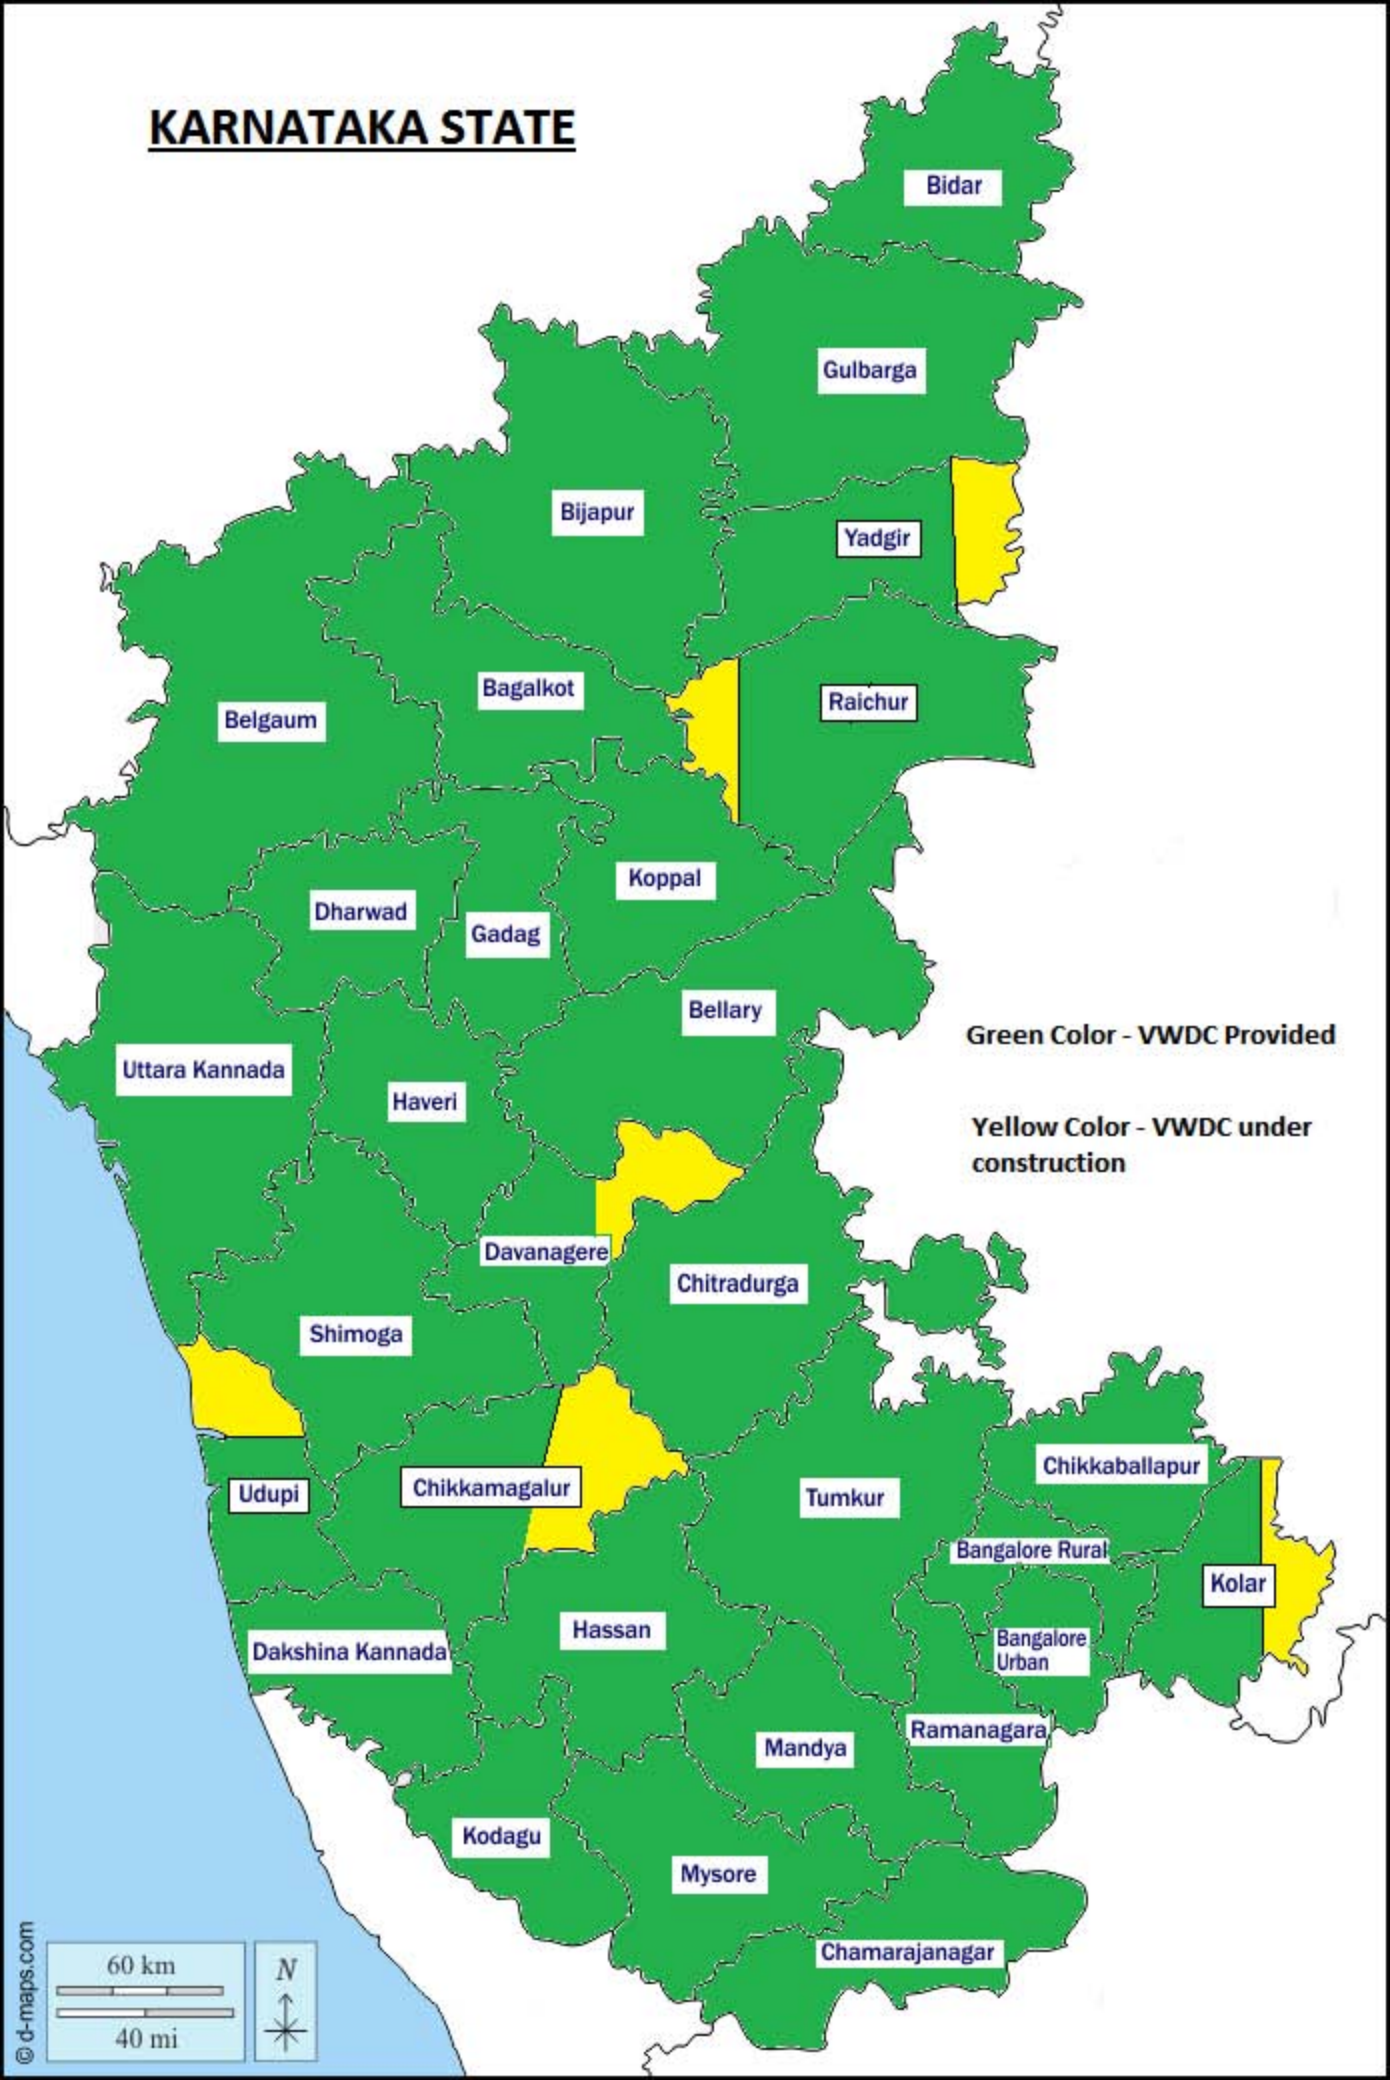 KARNATAKA STATE
Bidar
Gulbarga
Bijapur
Yadgir
Bagalkot
Raichur
Belgaum
Koppal
Dharwad
Gadag
Bellary
Green Color - VWDC Provided
Uttara Kannada
Haveri
Yellow Color - VWDC under
construction
Davanagere
Chitradurga
Shimoga
Chikkaballapur
Chikkamagalur
Udupi
Tumkur
Bangalore Rural
Kolar
Hassan
Bangalore
Urban
Dakshina Kannada
Ramanagara
Mandya
Kodagu
Mysore
Chamarajanagar
60 km
40 mi
N
© d-maps.com